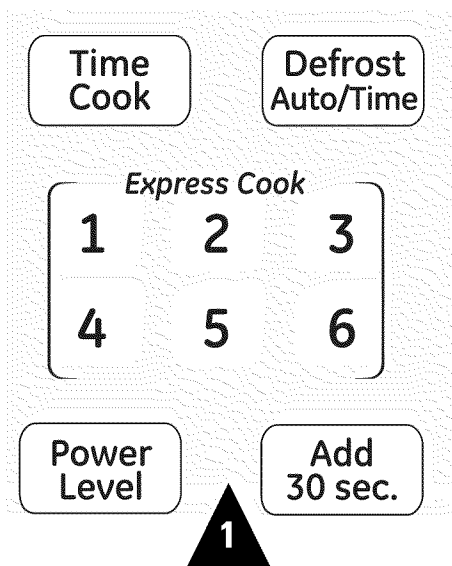 Time Defrost
Cook Auto/Time
Express Cook
1 2 3
4 5 6
Power Add
Level 30 sec.
1